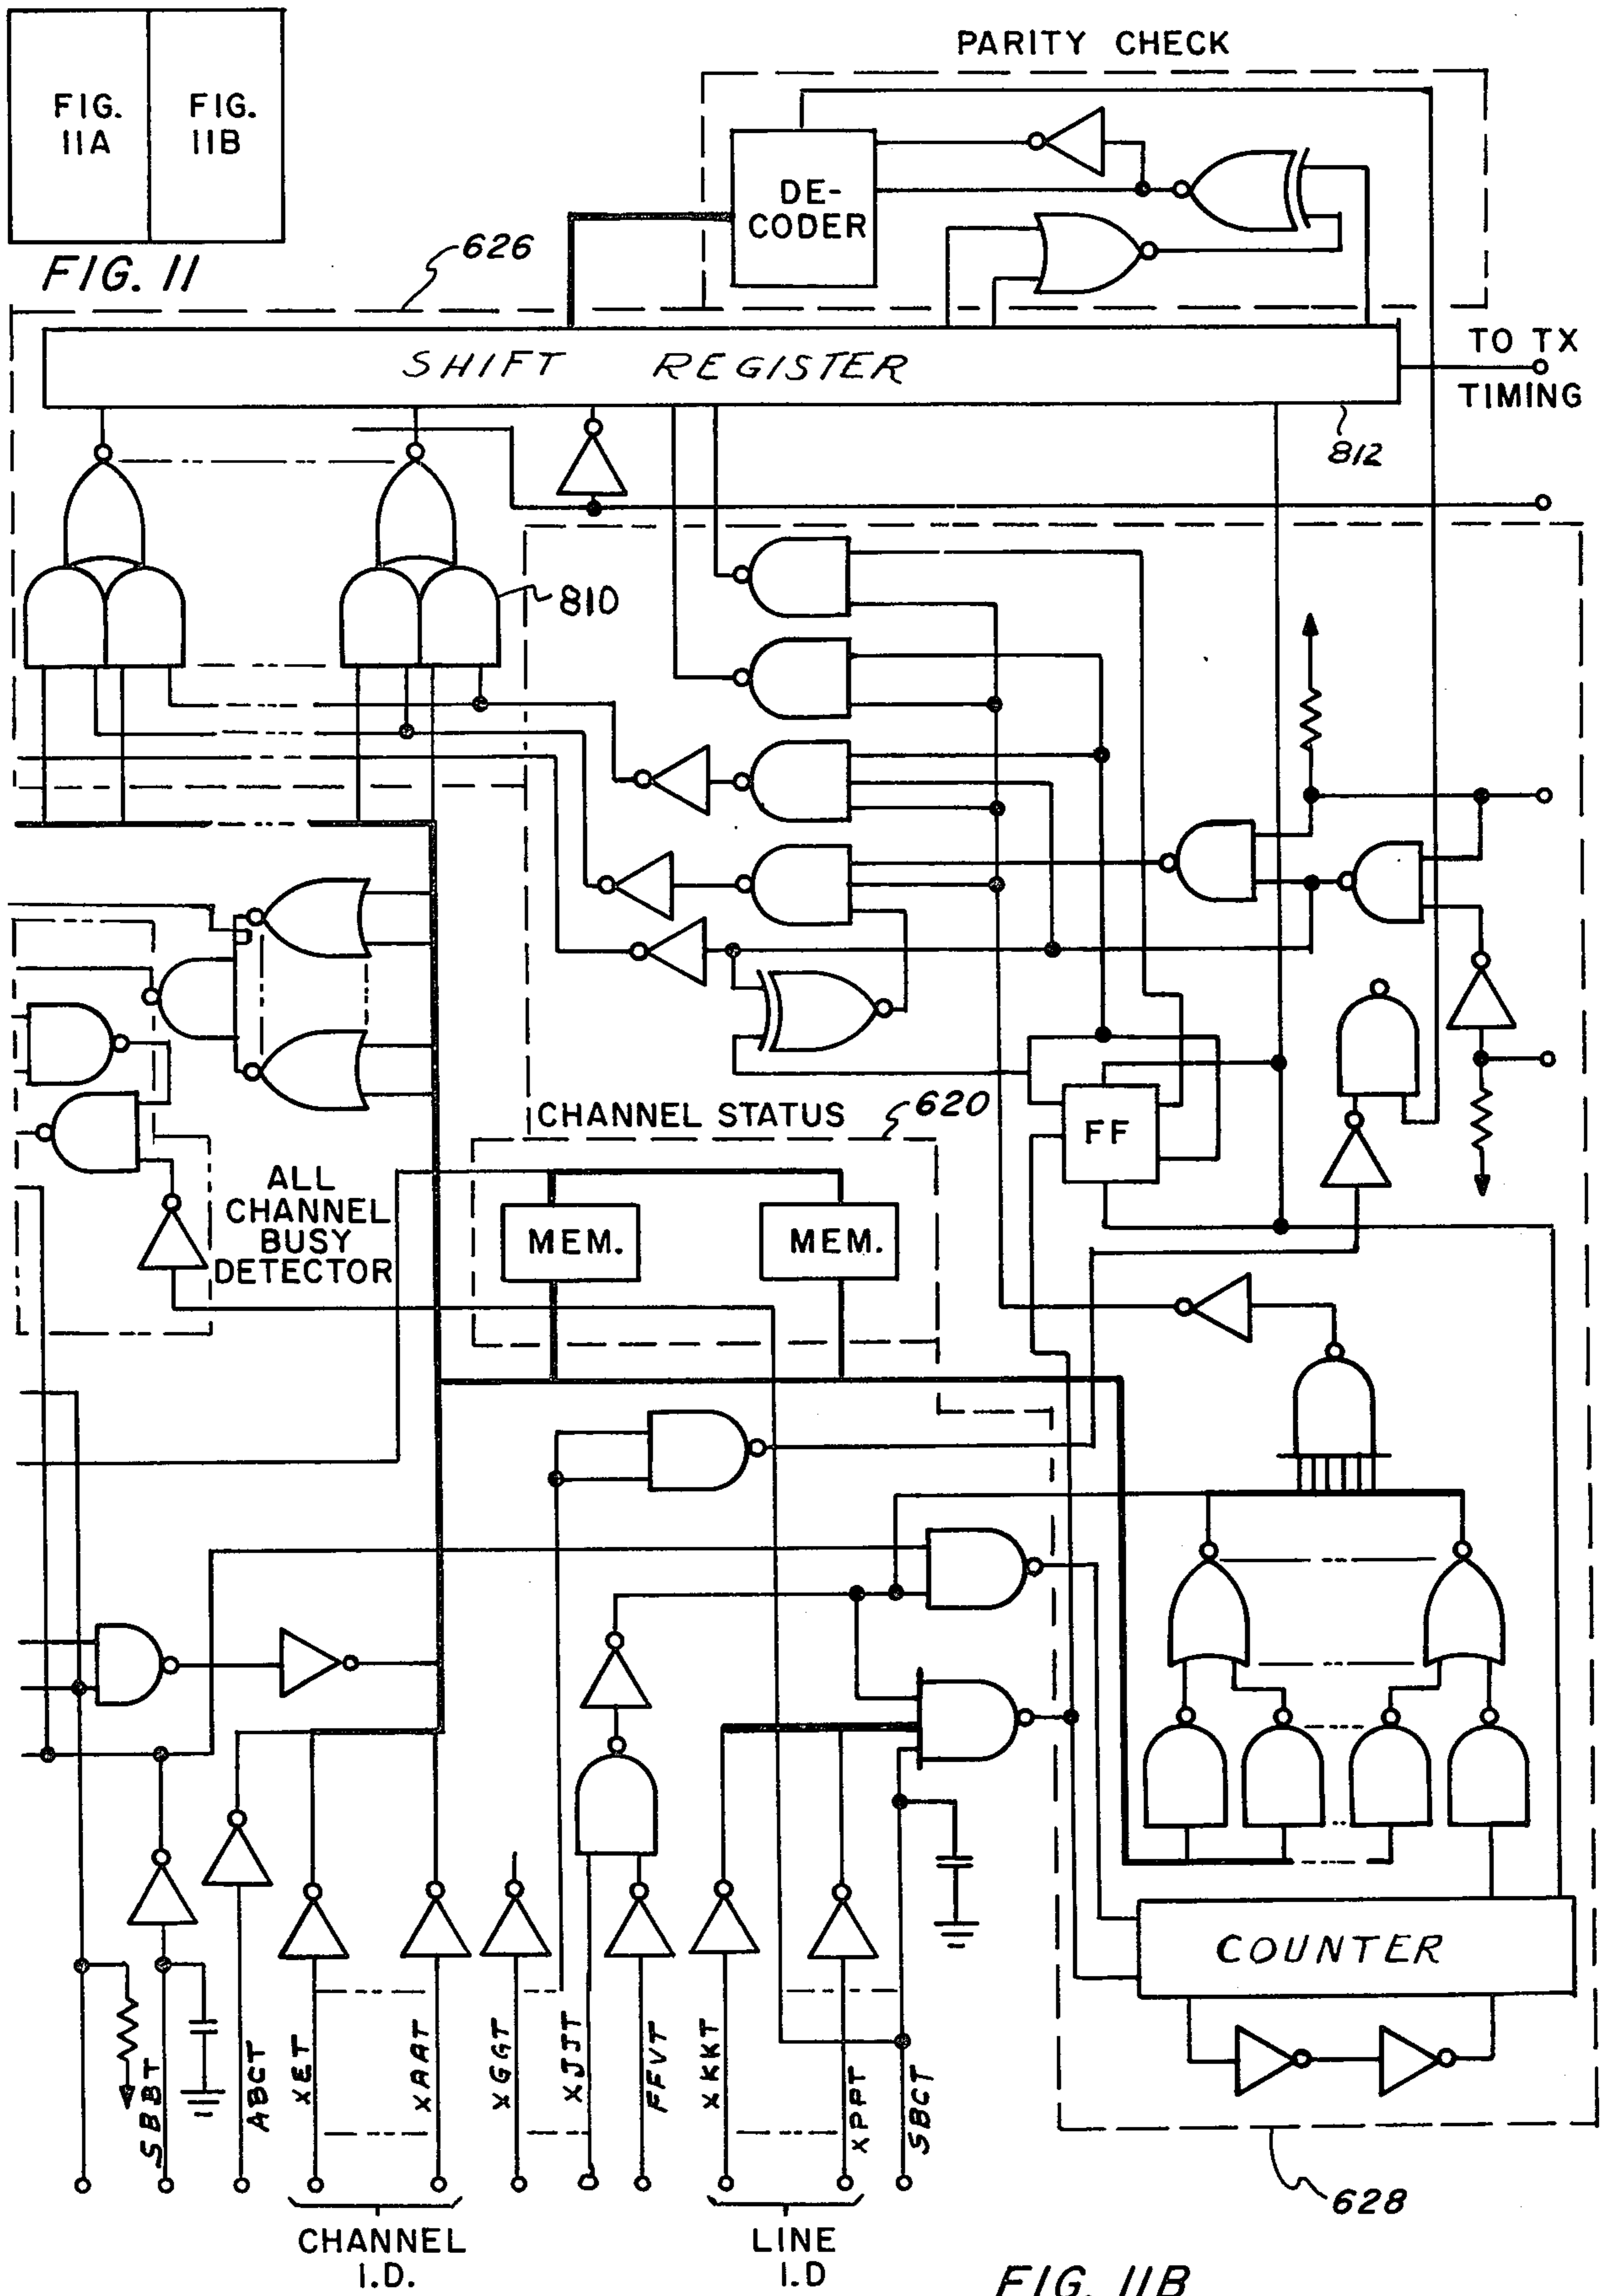 PARITY CHECK
FIG. 11A
FIG. 11B
FIG. 11
626
DE-
CODER
SHIFT REGISTER
TO TX
TIMING
812
810
CHANNEL STATUS
620
FF
ALL
CHANNEL
BUSY
DETECTOR
MEM.
MEM.
COUNTER
SBBT
ABCT
XET
XAAT
XGGT
XJJT
FFVT
XKKT
XPPT
SBCT
628
CHANNEL
I.D.
LINE
I.D
FIG. 11B